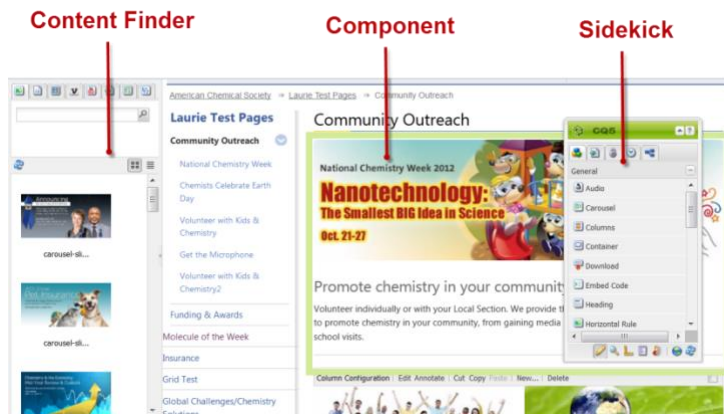 Content Finder
Component
Sidekick
American Chemical Society → Laurie Test Pages → Community Outreach
Laurie Test Pages
Community Outreach
National Chemistry Week
Chemists Celebrate Earth
Day
Volunteer with Kids &
Chemistry
Get the Microphone
Volunteer with Kids &
Chemistry2
Funding & Awards
Molecule of the Week
Insurance
Grid Test
Global Challenges/Chemistry
Solutions
carousel-sli...
carousel-sli...
Announcing
Pet Insurance
Community Outreach
National Chemistry Week 2012
Nanotechnology:
The Smallest BIG Idea in Science
Oct. 21-27
Promote chemistry in your communit
Volunteer individually or with your Local Section. We provide t
to promote chemistry in your community, from gaining media
school visits.
Column Configuration | Edit Annotate | Cut Copy Paste | New... | Delete
CQ5
General
Audio
Carousel
Columns
Container
Download
Embed Code
Heading
Horizontal Rule